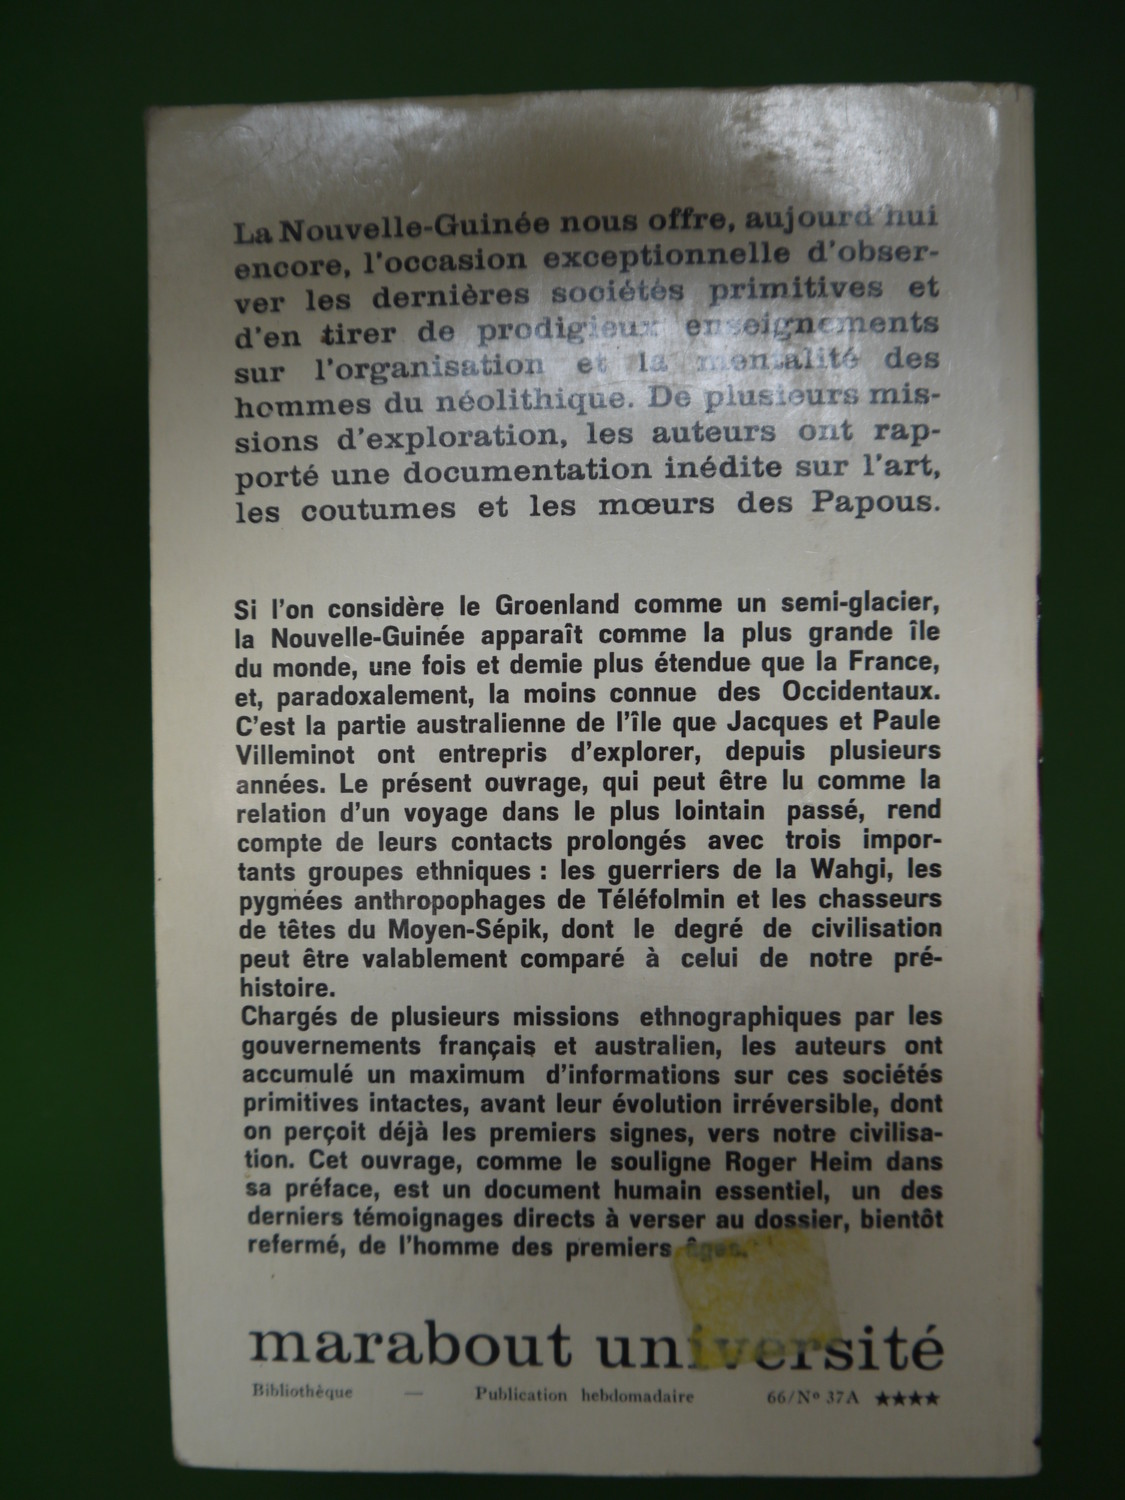 La Nouvelle-Guinée nous offre, aujourd'hui
encore, l'occasion exceptionnelle d'obser-
ver les dernières sociétés primitives et
d'en tirer de prodigieux enseignements
sur l'organisation et la mentalité des
hommes du néolithique. De plusieurs mis-
sions d'exploration, les auteurs ont rap-
porté une documentation inédite sur l'art,
les coutumes et les mœurs des Papous.
Si l'on considère le Groenland comme un semi-glacier,
la Nouvelle-Guinée apparaît comme la plus grande île
du monde, une fois et demie plus étendue que la France,
et, paradoxalement, la moins connue des Occidentaux.
C'est la partie australienne de l'île que Jacques et Paule
Villeminot ont entrepris d'explorer, depuis plusieurs
années. Le présent ouvrage, qui peut être lu comme la
relation d'un voyage dans le plus lointain passé, rend
compte de leurs contacts prolongés avec trois impor-
tants groupes ethniques : les guerriers de la Wahgi, les
pygmées anthropophages de Téléfolmin et les chasseurs
de têtes du Moyen-Sépik, dont le degré de civilisation
peut être valablement comparé à celui de notre pré-
histoire.
Chargés de plusieurs missions ethnographiques par les
gouvernements français et australien, les auteurs ont
accumulé un maximum d'informations sur ces sociétés
primitives intactes, avant leur évolution irréversible, dont
on perçoit déjà les premiers signes, vers notre civilisa-
tion. Cet ouvrage, comme le souligne Roger Heim dans
sa préface, est un document humain essentiel, un des
derniers témoignages directs à verser au dossier, bientôt
refermé, de l'homme des premiers âges.
marabout université
Bibliothèque — Publication hebdomadaire 66/Nº 37A ★★★★